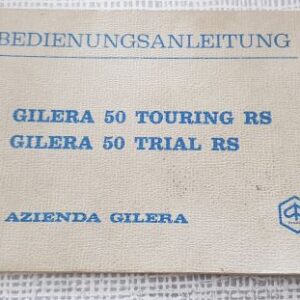 BEDIENUNGSANLEITUNG
GILERA 50 TOURING RS
GILERA 50 TRIAL RS
AZIENDA GILERA